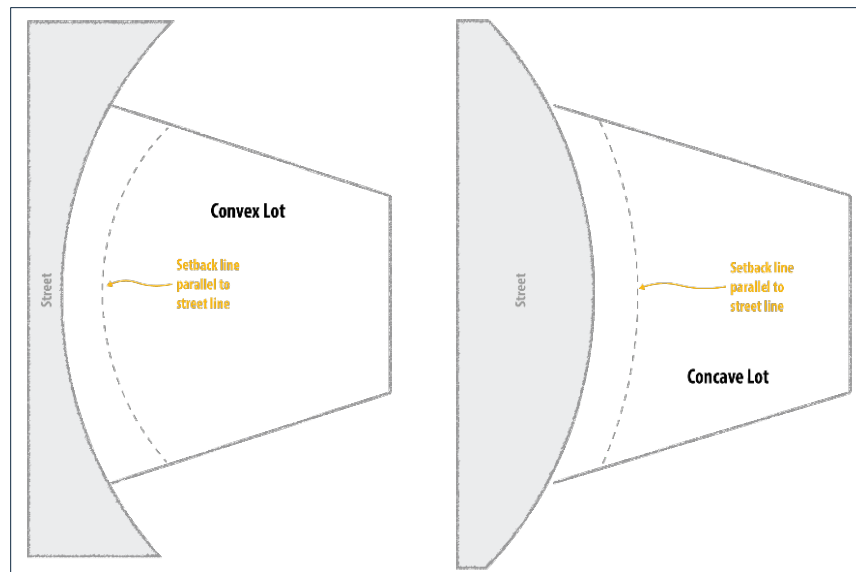 Street
Convex Lot
Setback line
parallel to
street line
Street
Setback line
parallel to
street line
Concave Lot